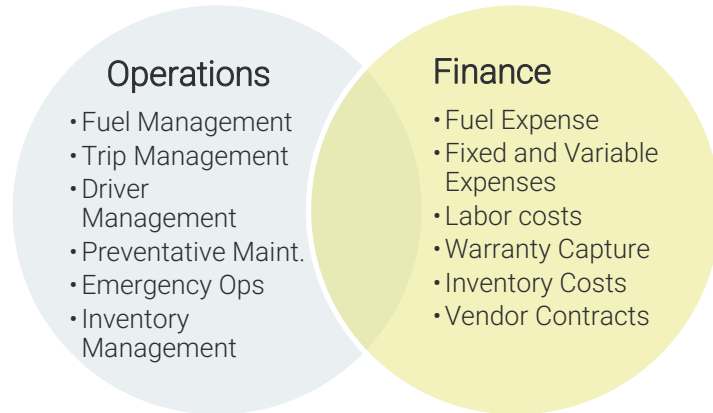 Operations
• Fuel Management
• Trip Management
• Driver
Management
• Preventative Maint.
• Emergency Ops
• Inventory
Management
Finance
• Fuel Expense
• Fixed and Variable
Expenses
• Labor costs
• Warranty Capture
• Inventory Costs
• Vendor Contracts